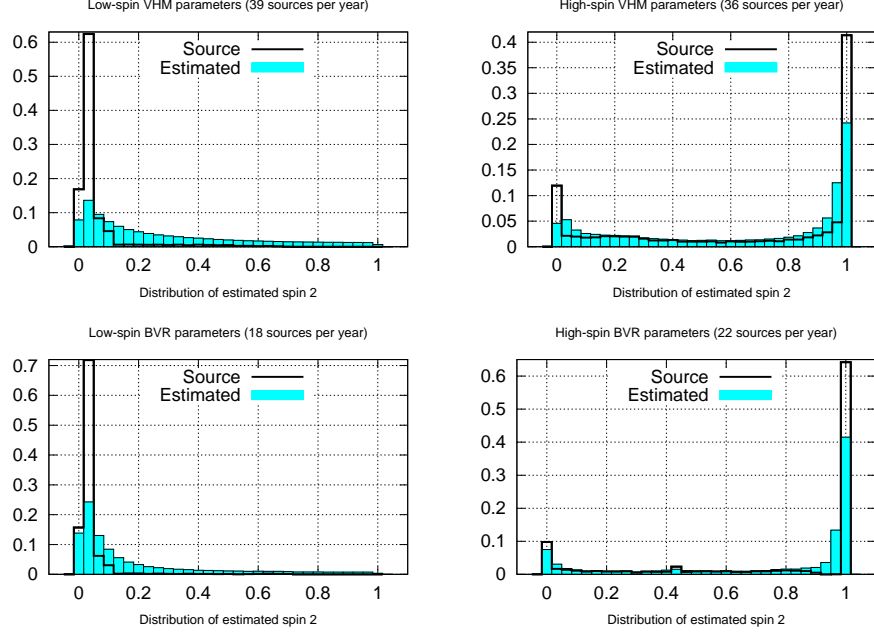 Low-spin VHM parameters (39 sources per year)
Source
Estimated
0.6
0.5
0.4
0.3
0.2
0.1
0
0 0.2 0.4 0.6 0.8 1
Distribution of estimated spin 2
High-spin VHM parameters (36 sources per year)
Source
Estimated
0.4
0.35
0.3
0.25
0.2
0.15
0.1
0.05
0
0 0.2 0.4 0.6 0.8 1
Distribution of estimated spin 2
Low-spin BVR parameters (18 sources per year)
Source
Estimated
0.7
0.6
0.5
0.4
0.3
0.2
0.1
0
0 0.2 0.4 0.6 0.8 1
Distribution of estimated spin 2
High-spin BVR parameters (22 sources per year)
Source
Estimated
0.6
0.5
0.4
0.3
0.2
0.1
0
0 0.2 0.4 0.6 0.8 1
Distribution of estimated spin 2